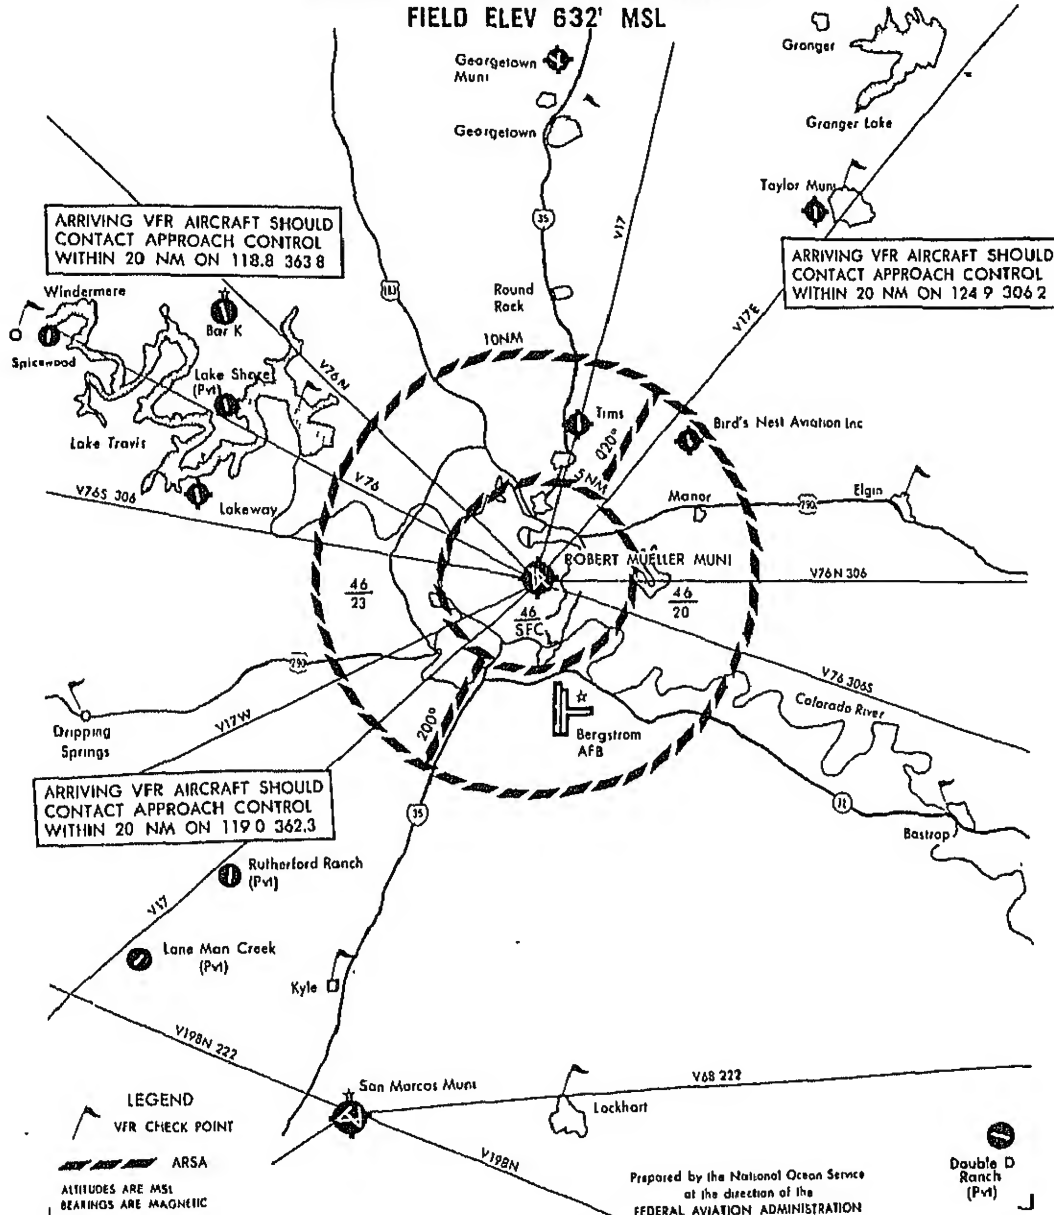 FIELD ELEV 632' MSL
Georgetown
Muni
Georgetown
Granger
Granger Lake
Taylor Muni
35
V17
183
ARRIVING VFR AIRCRAFT SHOULD
CONTACT APPROACH CONTROL
WITHIN 20 NM ON 118.8 363 8
ARRIVING VFR AIRCRAFT SHOULD
CONTACT APPROACH CONTROL
WITHIN 20 NM ON 124 9 306 2
Windermere
Spicewood
Bar K
Round
Rock
V17E
10NM
V76N
Lake Shore
(Pvt)
Lake Travis
Tims
Bird's Nest Aviation Inc
020°
5NM
V76
V76S 306
Lakeway
Manor
290
Elgin
ROBERT MUELLER MUNI
V76N 306
46
23
46
SFC
46
20
290
V76 306S
Colorado River
Dripping
Springs
V17W
200°
Bergstrom
AFB
ARRIVING VFR AIRCRAFT SHOULD
CONTACT APPROACH CONTROL
WITHIN 20 NM ON 119 0 362.3
35
Bastrop
Rutherford Ranch
(Pvt)
V17
Lane Man Creek
(Pvt)
Kyle
V198N 222
San Marcos Muni
V68 222
Lockhart
V198N
Double D
Ranch
(Pvt)
LEGEND
VFR CHECK POINT
ARSA
ALTITUDES ARE MSL
BEARINGS ARE MAGNETIC
Prepared by the National Ocean Service
at the direction of the
FEDERAL AVIATION ADMINISTRATION